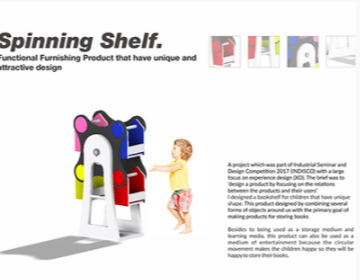 Spinning Shelf.
Functional Furnishing Product that have unique and
attractive design
A project which was part of Industrial Seminar and
Design Competition 2017 (INDISCO) with a large
focus on experience design (XD). The brief was to
'design a product by focusing on the relations
between the products and their users'
I designed a bookshelf for children that have unique
shape. This product designed by combining several
forms of objects around us with the primary goal of
making products for storing books
Besides to being used as a storage medium and
learning media, this product can also be used as a
medium of entertainment because the circular
movement makes the children happy so they will be
happy to store their books.